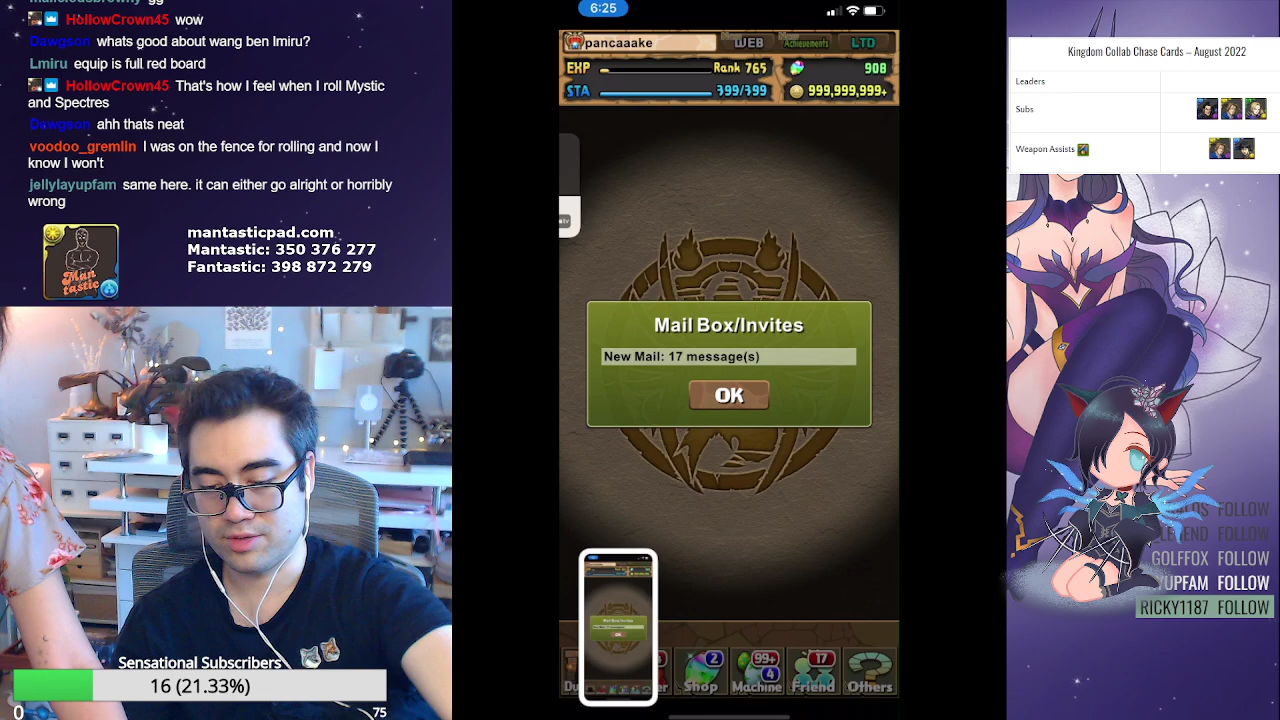 HollowCrown45 wow
Dawgson whats good about wang ben lmiru?
Lmiru equip is full red board
HollowCrown45 That's how I feel when I roll Mystic
and Spectres
Dawgson ahh thats neat
voodoo_gremlin I was on the fence for rolling and now I
know I won't
jellylayupfam same here. it can either go alright or horribly
wrong
Man
tastic
mantasticpad.com
Mantastic: 350 376 277
Fantastic: 398 872 279
Sensational Subscribers
16 (21.33%)
0
75
6:25
pancaaake
WEB
Achievements
LTD
EXP
Rank 765
908
STA
399/399
999,999,999+
Mail Box/Invites
New Mail: 17 message(s)
OK
Shop
2
Machine
99+
4
Friend
17
Others
Kingdom Collab Chase Cards – August 2022
Leaders
Subs
Weapon Assists
FOLLOW
FOLLOW
GOLFFOX FOLLOW
YUPFAM FOLLOW
RICKY1187 FOLLOW